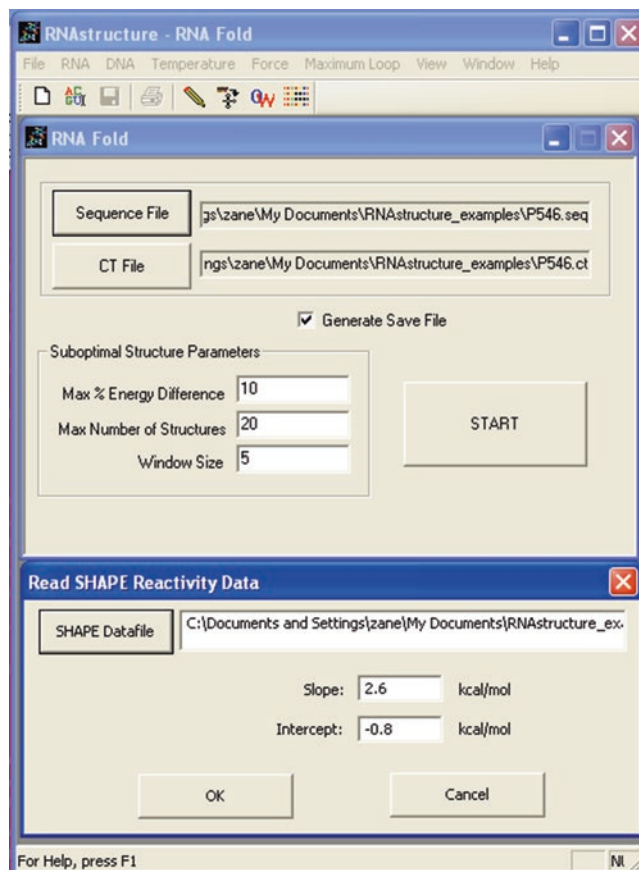 RNAstructure - RNA Fold
File RNA DNA Temperature Force Maximum Loop View Window Help
RNA Fold
Sequence File gs\zane\My Documents\RNAstructure_examples\P546.seq
CT File ngs\zane\My Documents\RNAstructure_examples\P546.ct
Generate Save File
Suboptimal Structure Parameters
Max % Energy Difference 10
Max Number of Structures 20
Window Size 5
START
Read SHAPE Reactivity Data
SHAPE Datafile C:\Documents and Settings\zane\My Documents\RNAstructure_ex
Slope: 2.6 kcal/mol
Intercept: -0.8 kcal/mol
OK Cancel
For Help, press F1